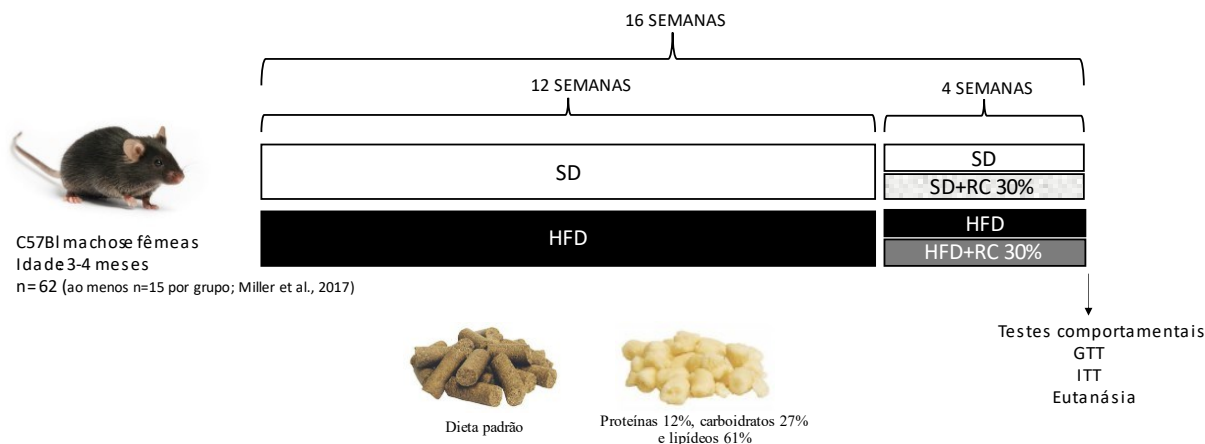 16 SEMANAS
12 SEMANAS
4 SEMANAS
SD
SD
SD+RC 30%
HFD
HFD
HFD+RC 30%
C57Bl machos e fêmeas
Idade 3-4 meses
n= 62 (ao menos n=15 por grupo; Miller et al., 2017)
Testes comportamentais
GTT
ITT
Eutanásia
Dieta padrão
Proteínas 12%, carboidratos 27%
e lipídeos 61%